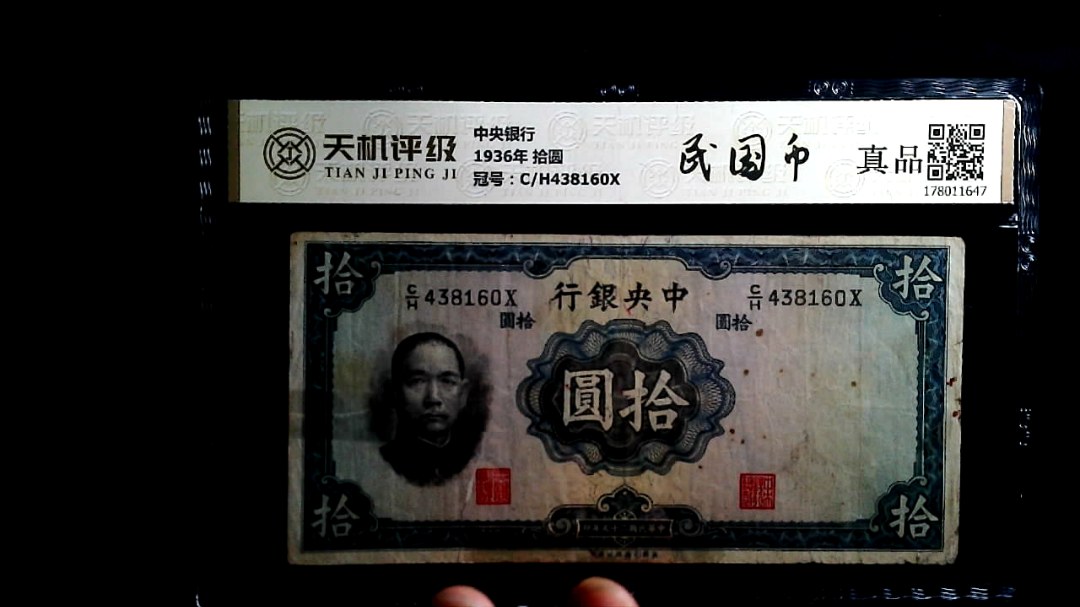 天机评级
TIAN JI PING JI
中央银行
1936年 拾圆
冠号：C/H438160X
民国币
真品
178011647
拾
拾
C/H 438160X
行銀央中
C/H 438160X
圓拾
圓拾
圓拾
拾
拾